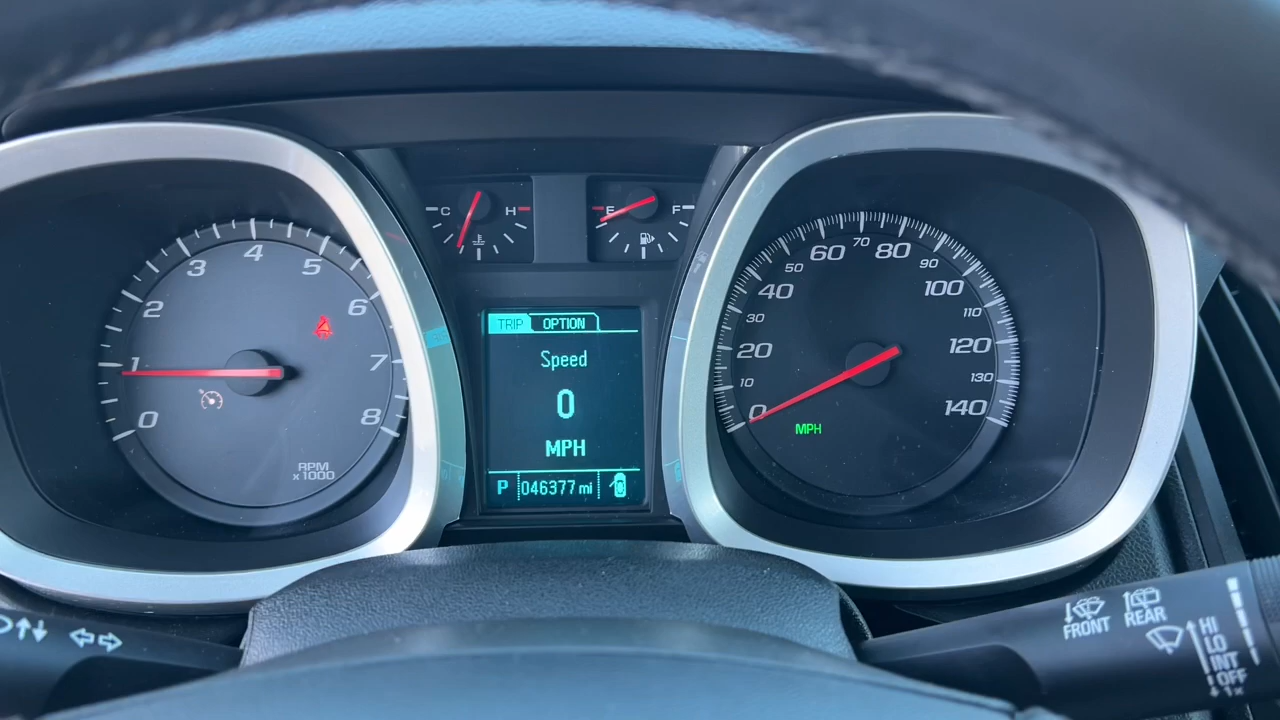 0
1
2
3
4
5
6
7
8
RPM
x1000
C H
E F
TRIP OPTION
Speed
0
MPH
P 046377 mi
0
10
20
30
40
50
60
70
80
90
100
110
120
130
140
MPH
FRONT
REAR
HI
LO
INT
OFF
1x